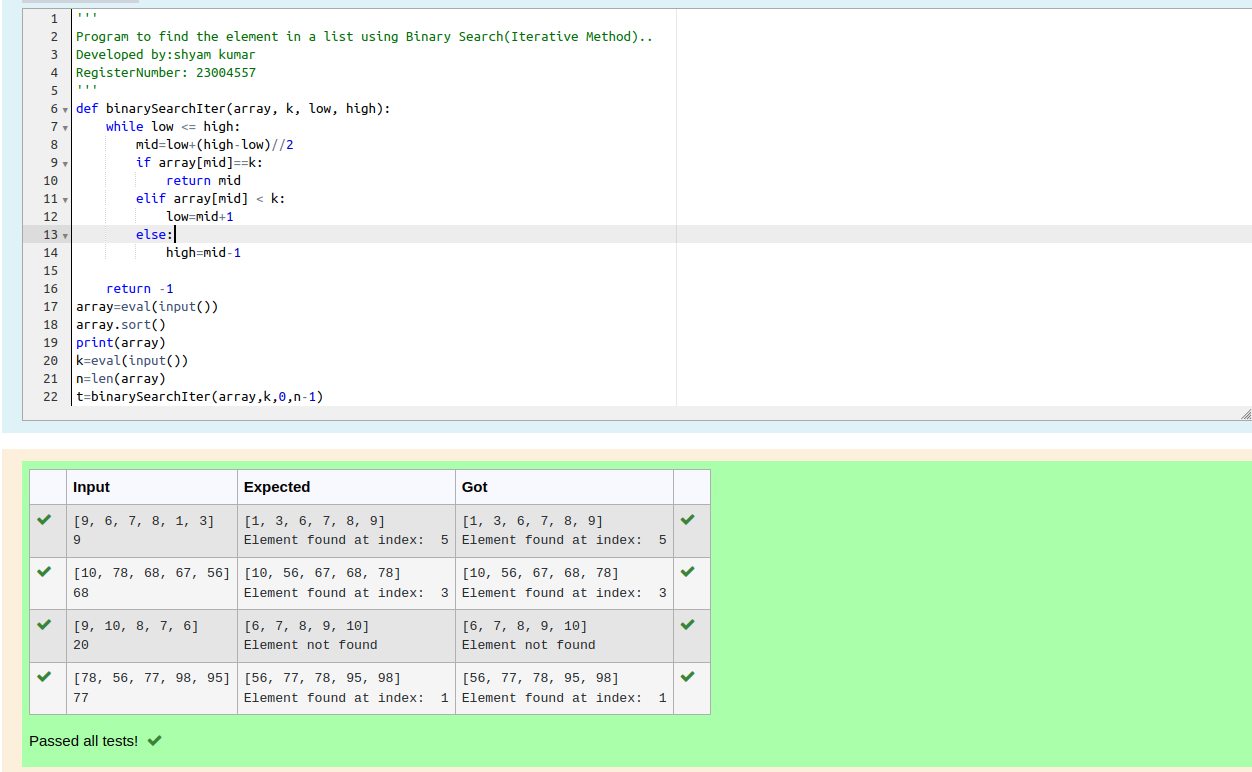 1 '''
2 Program to find the element in a list using Binary Search(Iterative Method)..
3 Developed by:shyam kumar
4 RegisterNumber: 23004557
5 '''
6 def binarySearchIter(array, k, low, high):
7     while low <= high:
8         mid=low+(high-low)//2
9         if array[mid]==k:
10             return mid
11         elif array[mid] < k:
12             low=mid+1
13         else:
14             high=mid-1
15
16     return -1
17 array=eval(input())
18 array.sort()
19 print(array)
20 k=eval(input())
21 n=len(array)
22 t=binarySearchIter(array,k,0,n-1)
Input Expected Got
[9, 6, 7, 8, 1, 3] [1, 3, 6, 7, 8, 9] [1, 3, 6, 7, 8, 9]
9 Element found at index:  5 Element found at index:  5
[10, 78, 68, 67, 56] [10, 56, 67, 68, 78] [10, 56, 67, 68, 78]
68 Element found at index:  3 Element found at index:  3
[9, 10, 8, 7, 6] [6, 7, 8, 9, 10] [6, 7, 8, 9, 10]
20 Element not found Element not found
[78, 56, 77, 98, 95] [56, 77, 78, 95, 98] [56, 77, 78, 95, 98]
77 Element found at index:  1 Element found at index:  1
Passed all tests!